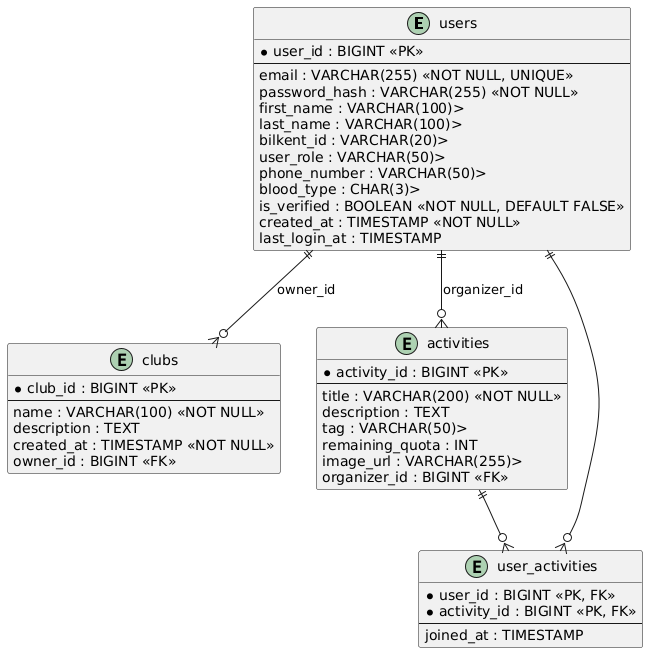 E users
* user_id : BIGINT «PK»
email : VARCHAR(255) «NOT NULL, UNIQUE»
password_hash : VARCHAR(255) «NOT NULL»
first_name : VARCHAR(100)>
last_name : VARCHAR(100)>
bilkent_id : VARCHAR(20)>
user_role : VARCHAR(50)>
phone_number : VARCHAR(50)>
blood_type : CHAR(3)>
is_verified : BOOLEAN «NOT NULL, DEFAULT FALSE»
created_at : TIMESTAMP «NOT NULL»
last_login_at : TIMESTAMP
owner_id
organizer_id
E clubs
* club_id : BIGINT «PK»
name : VARCHAR(100) «NOT NULL»
description : TEXT
created_at : TIMESTAMP «NOT NULL»
owner_id : BIGINT «FK»
E activities
* activity_id : BIGINT «PK»
title : VARCHAR(200) «NOT NULL»
description : TEXT
tag : VARCHAR(50)>
remaining_quota : INT
image_url : VARCHAR(255)>
organizer_id : BIGINT «FK»
E user_activities
* user_id : BIGINT «PK, FK»
* activity_id : BIGINT «PK, FK»
joined_at : TIMESTAMP